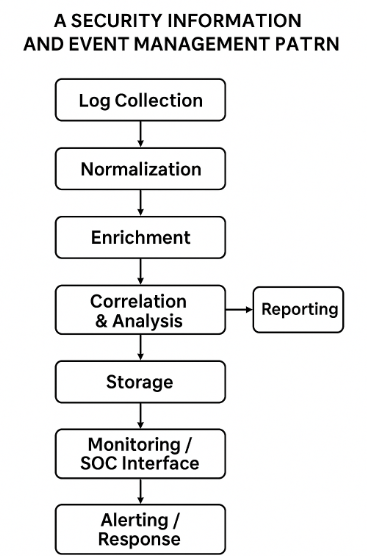 A SECURITY INFORMATION
AND EVENT MANAGEMENT PATRN
Log Collection
Normalization
Enrichment
Correlation
& Analysis
Reporting
Storage
Monitoring /
SOC Interface
Alerting /
Response